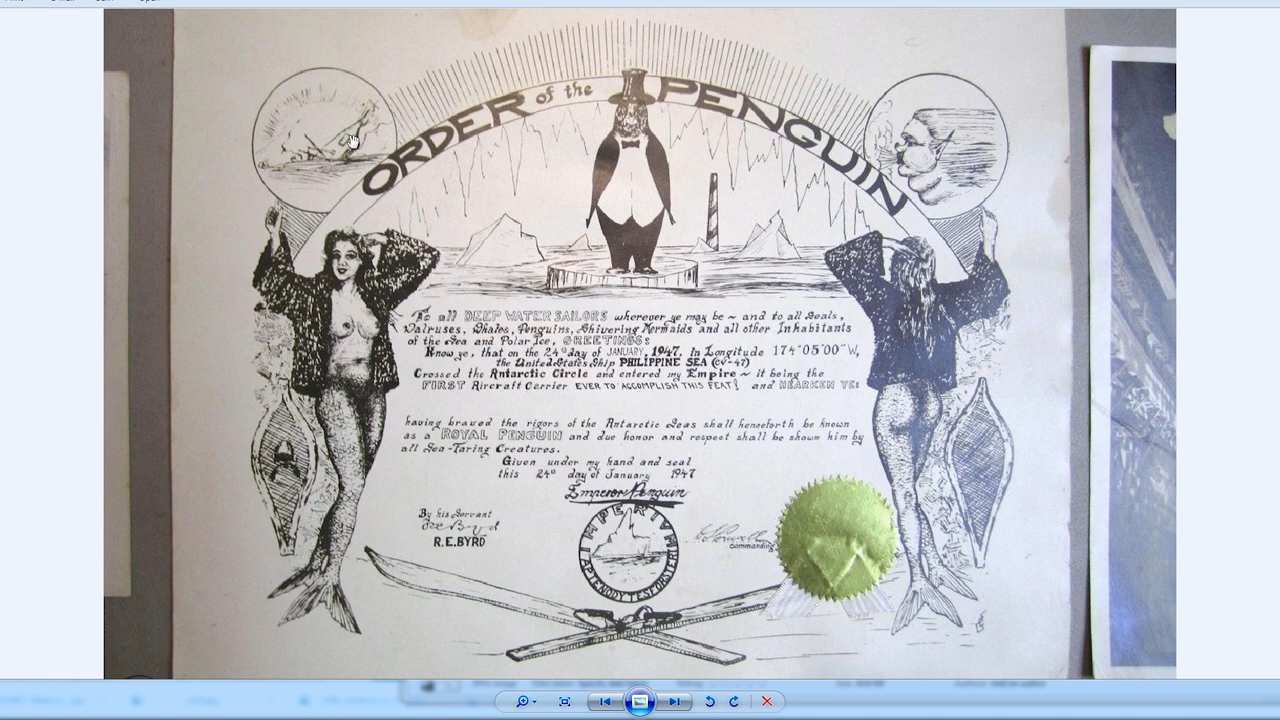 ORDER of the PENGUIN
To all DEEP WATER SAILORS wherever ye may be ~ and to all Seals,
Walruses, Whales, Penguins, Shivering Mermaids and all other Inhabitants
of the Sea and Polar Ice, GREETINGS:
Know ye, that on the 24th day of JANUARY, 1947, in Longitude 174° 05' 00" W,
the United States Ship PHILIPPINE SEA (CV-47)
Crossed the Antarctic Circle and entered my Empire ~ it being the
FIRST Aircraft Carrier EVER TO ACCOMPLISH THIS FEAT! and HEARKEN YE:
having braved the rigors of the Antarctic Seas shall henceforth be known
as a ROYAL PENGUIN and due honor and respect shall be shown him by
all Sea-Faring Creatures.
Given under my hand and seal
this 24th day of January 1947
Emperor Penguin
By his Servant
R.E. Byrd
R.E. BYRD
commanding
IMPERIVM
APTENODYTES FORSTERI